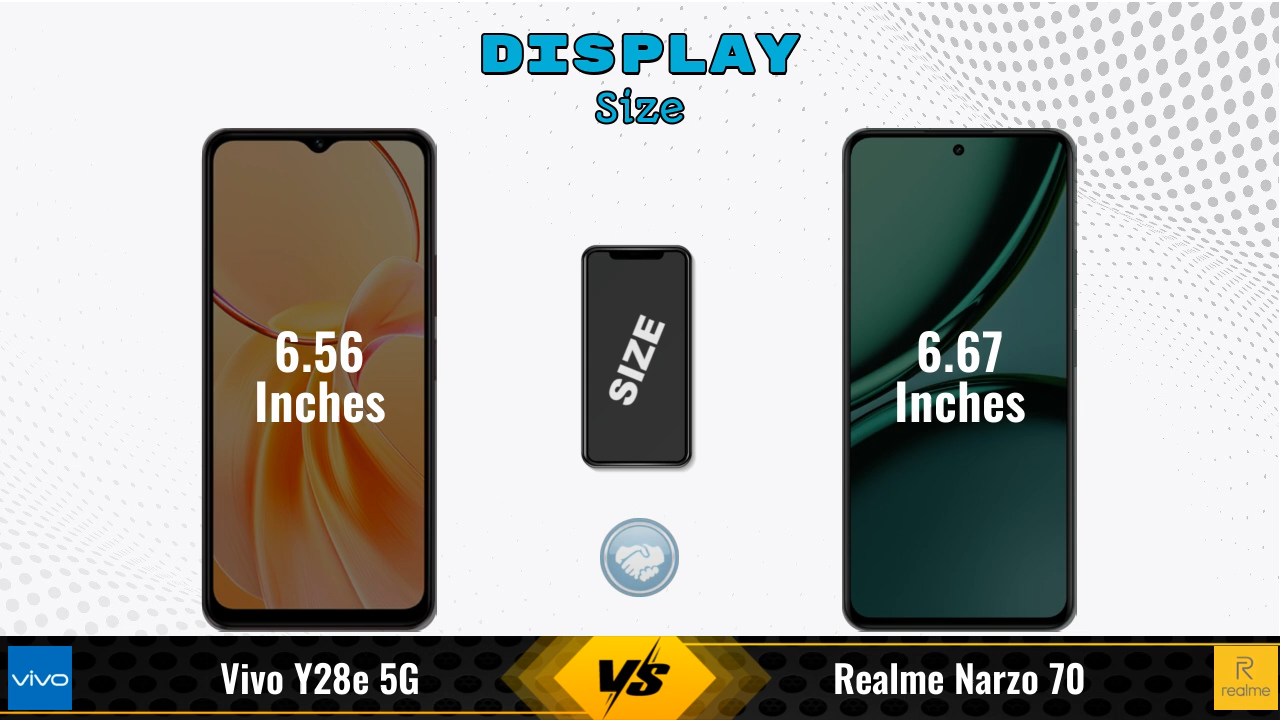 DISPLAY
Size
6.56
Inches
SIZE
6.67
Inches
vivo
Vivo Y28e 5G
VS
Realme Narzo 70
R
realme